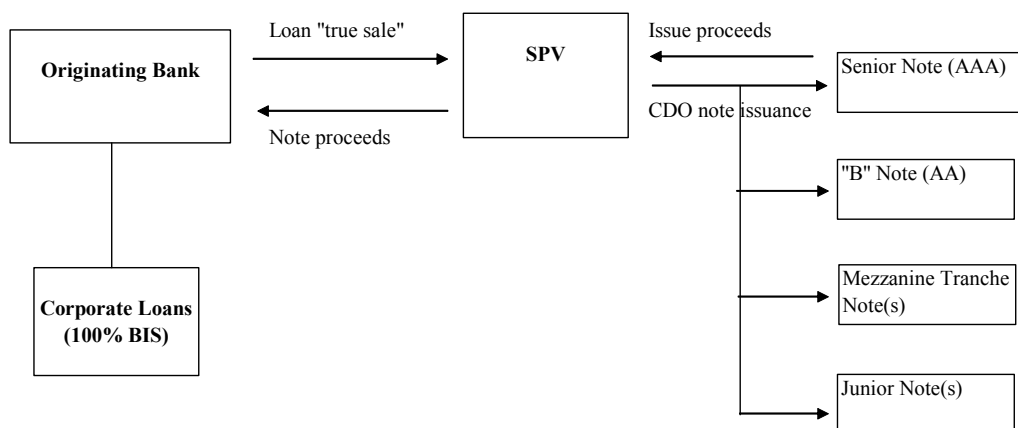 Originating Bank
Loan "true sale"
Note proceeds
SPV
Issue proceeds
CDO note issuance
Senior Note (AAA)
"B" Note (AA)
Mezzanine Tranche
Note(s)
Junior Note(s)
Corporate Loans
(100% BIS)